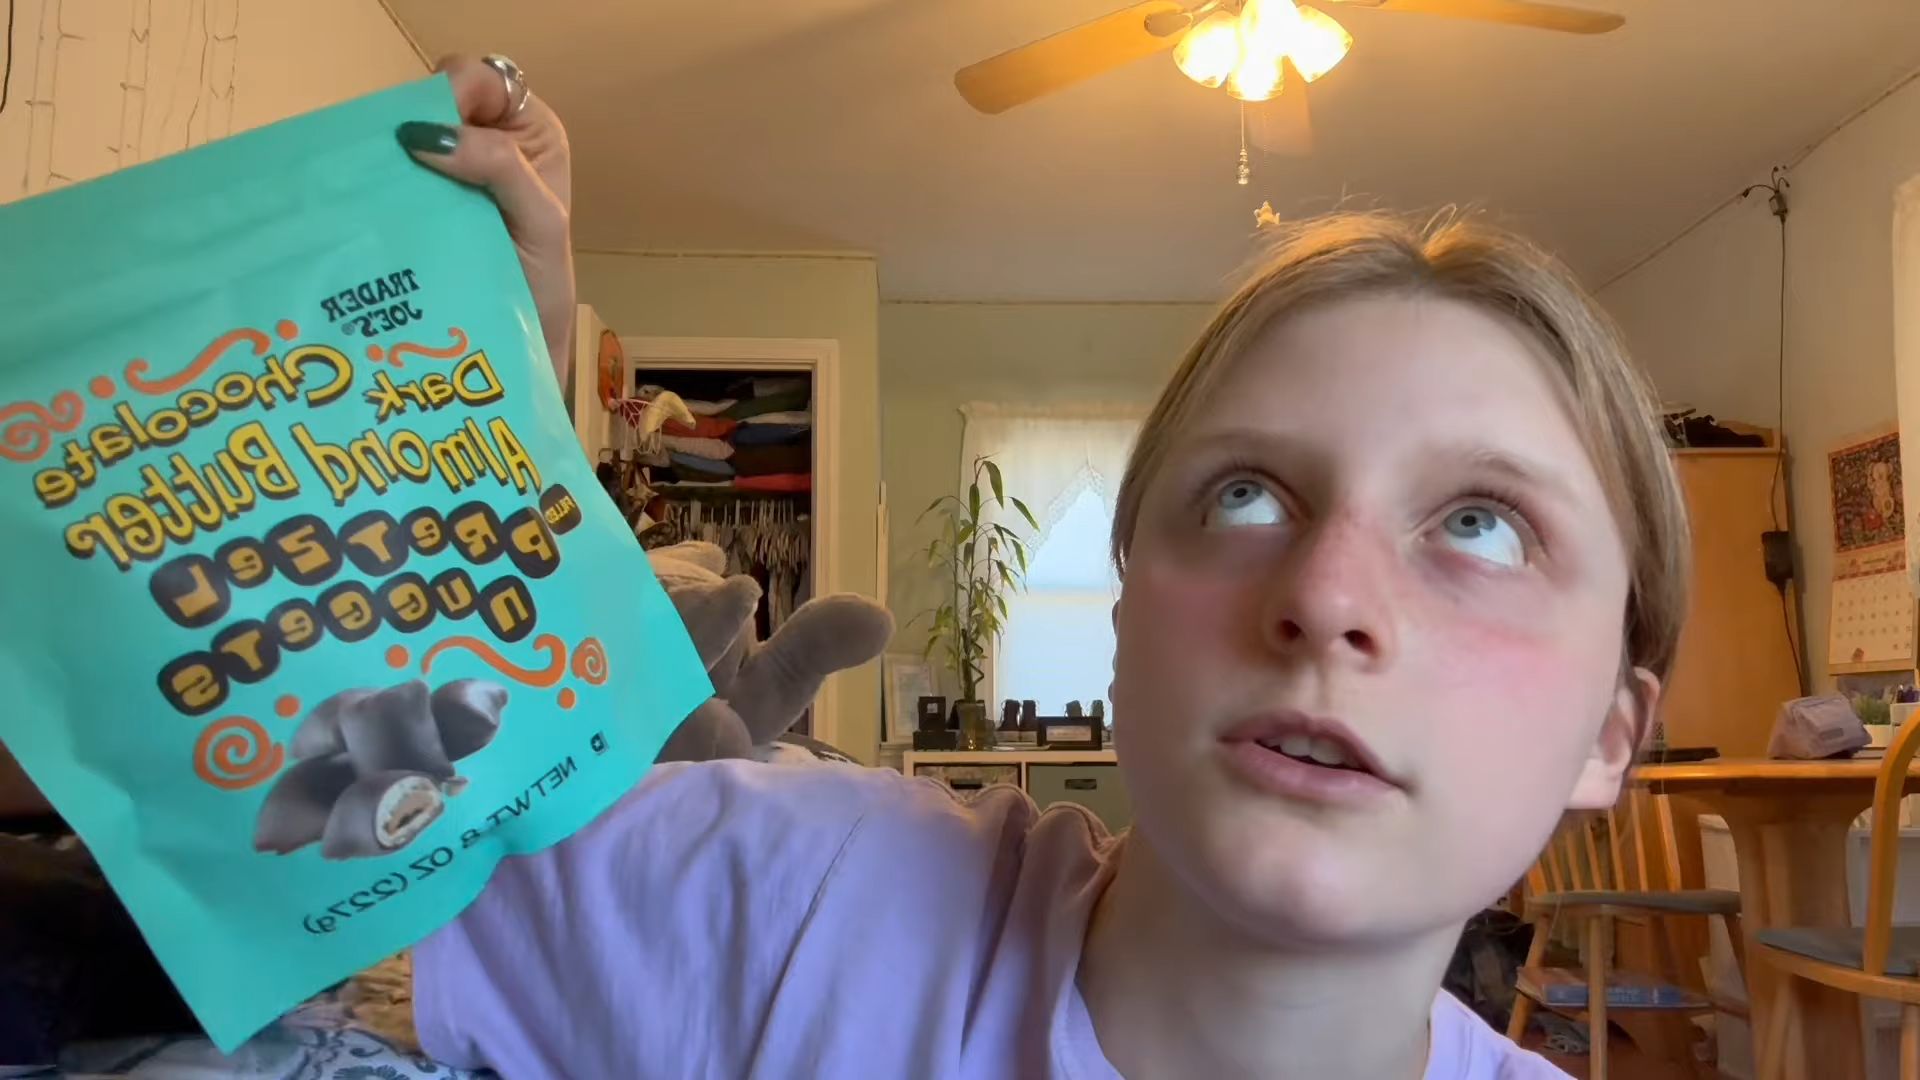 TRADER
JOE'S®
Dark Chocolate
Almond Butter
FILLED
PReTZeL
nuGGeTS
NET WT 8 OZ (227g)